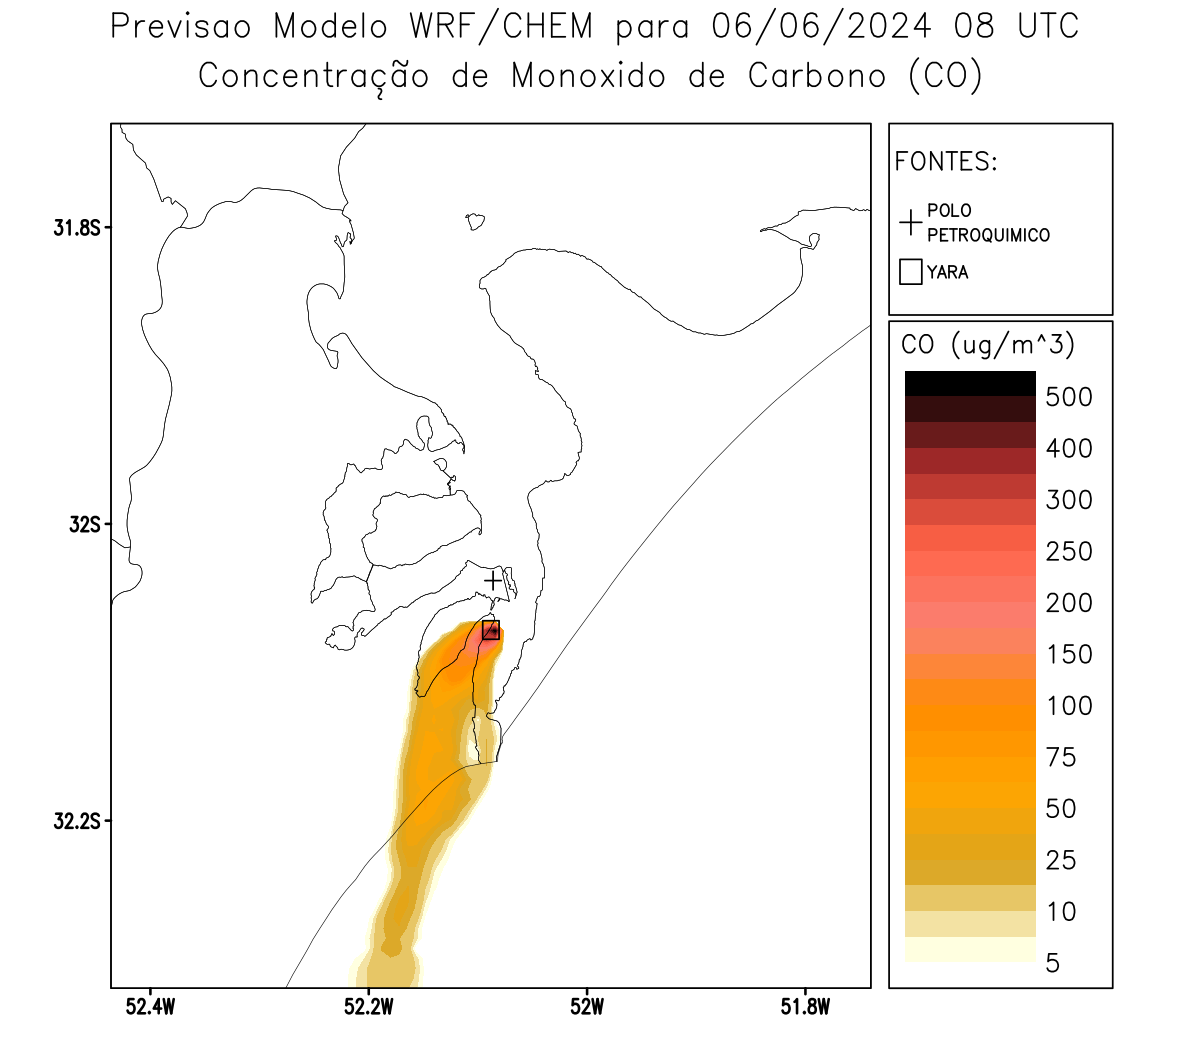 Previsao Modelo WRF/CHEM para 06/06/2024 08 UTC
Concentração de Monoxido de Carbono (CO)
FONTES:
POLO
PETROQUIMICO
YARA
CO (ug/m^3)
500
400
300
250
200
150
100
75
50
25
10
5
31.8S
32S
32.2S
52.4W
52.2W
52W
51.8W